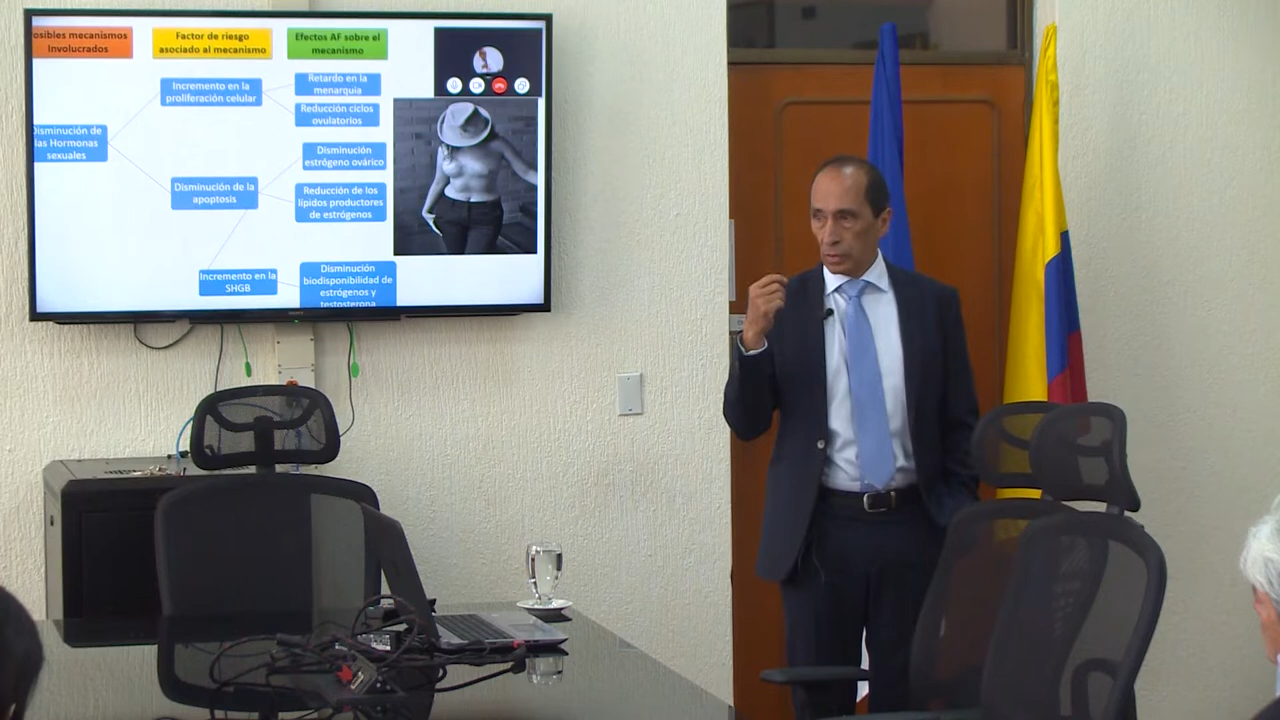 osibles mecanismos
Involucrados
Factor de riesgo
asociado al mecanismo
Efectos AF sobre el
mecanismo
Disminución de
las Hormonas
sexuales
Incremento en la
proliferación celular
Retardo en la
menarquia
Reducción ciclos
ovulatorios
Disminución de la
apoptosis
Disminución
estrógeno ovárico
Reducción de los
lípidos productores
de estrógenos
Incremento en la
SHGB
Disminución
biodisponibilidad de
estrógenos y
testosterona
SONY